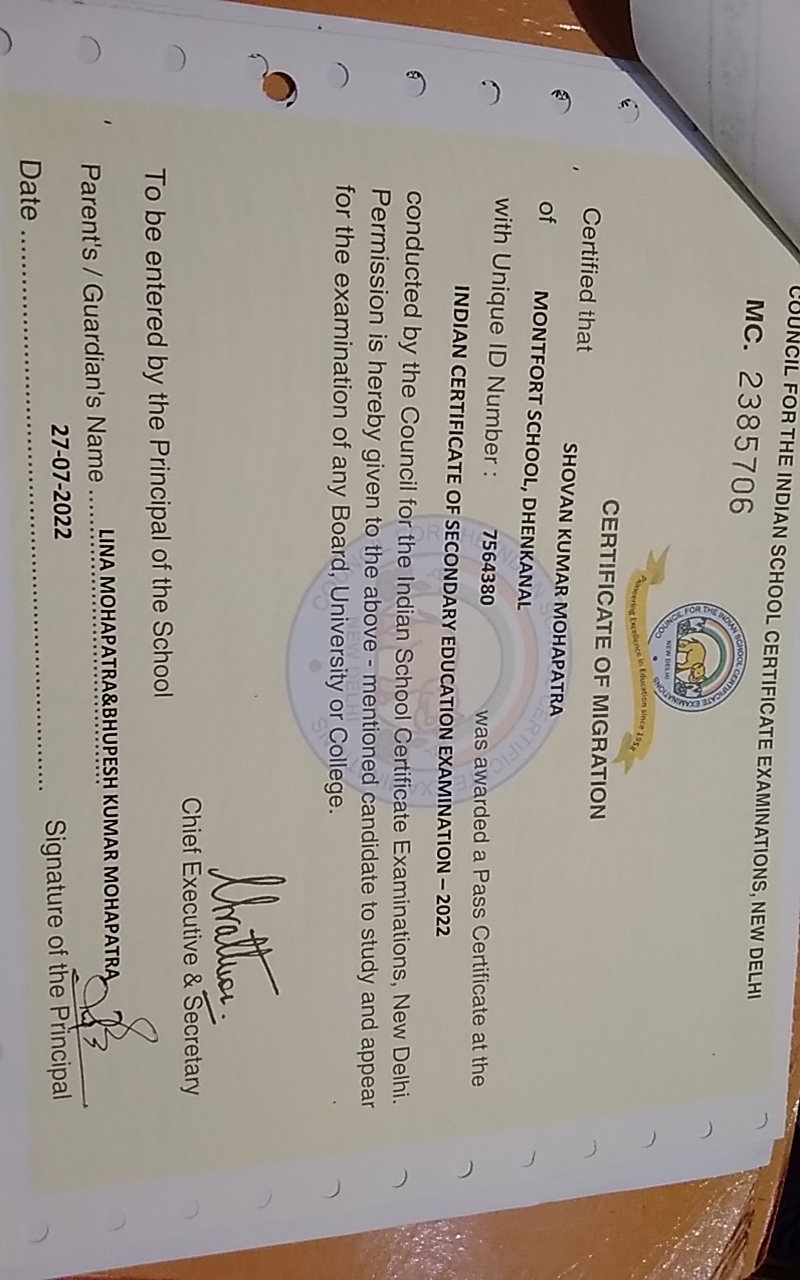 COUNCIL FOR THE INDIAN SCHOOL CERTIFICATE EXAMINATIONS, NEW DELHI
MC. 2385706
COUNCIL FOR THE INDIAN SCHOOL CERTIFICATE EXAMINATIONS
NEW DELHI
Pioneering Excellence in Education since 1958
CERTIFICATE OF MIGRATION
Certified that SHOVAN KUMAR MOHAPATRA
of MONTFORT SCHOOL, DHENKANAL
with Unique ID Number : 7564380 was awarded a Pass Certificate at the
INDIAN CERTIFICATE OF SECONDARY EDUCATION EXAMINATION – 2022
conducted by the Council for the Indian School Certificate Examinations, New Delhi.
Permission is hereby given to the above - mentioned candidate to study and appear
for the examination of any Board, University or College.
Chief Executive & Secretary
To be entered by the Principal of the School
Parent's / Guardian's Name LINA MOHAPATRA&BHUPESH KUMAR MOHAPATRA
Date 27-07-2022 Signature of the Principal